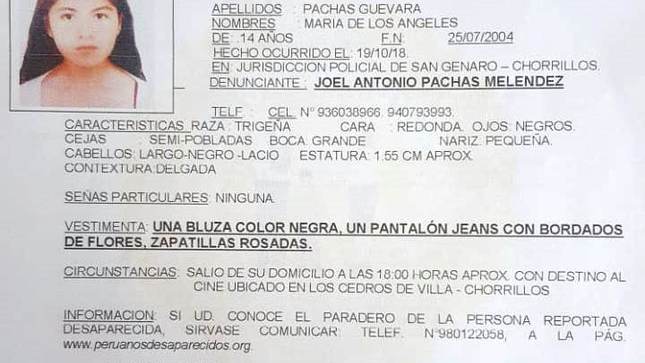 APELLIDOS : PACHAS GUEVARA
NOMBRES : MARIA DE LOS ANGELES
DE: 14 AÑOS F.N: 25/07/2004
HECHO OCURRIDO EL: 19/10/18.
EN: JURISDICCION POLICIAL DE SAN GENARO – CHORRILLOS.
DENUNCIANTE : JOEL ANTONIO PACHAS MELENDEZ
TELF : CEL. N° 936038966. 940793993.
CARACTERISTICAS RAZA: TRIGEÑA CARA : REDONDA. OJOS: NEGROS.
CEJAS : SEMI-POBLADAS BOCA: GRANDE NARIZ: PEQUEÑA.
CABELLOS: LARGO-NEGRO -LACIO ESTATURA: 1.55 CM APROX.
CONTEXTURA:DELGADA
SEÑAS PARTICULARES: NINGUNA.
VESTIMENTA: UNA BLUZA COLOR NEGRA, UN PANTALÓN JEANS CON BORDADOS
DE FLORES, ZAPATILLAS ROSADAS.
CIRCUNSTANCIAS: SALIO DE SU DOMICILIO A LAS 18:00 HORAS APROX. CON DESTINO AL
CINE UBICADO EN LOS CEDROS DE VILLA - CHORRILLOS
INFORMACION: SI UD. CONOCE EL PARADERO DE LA PERSONA REPORTADA
DESAPARECIDA, SIRVASE COMUNICAR: TELEF. N°980122058, A LA PÁG.
www.peruanosdesaparecidos.org.